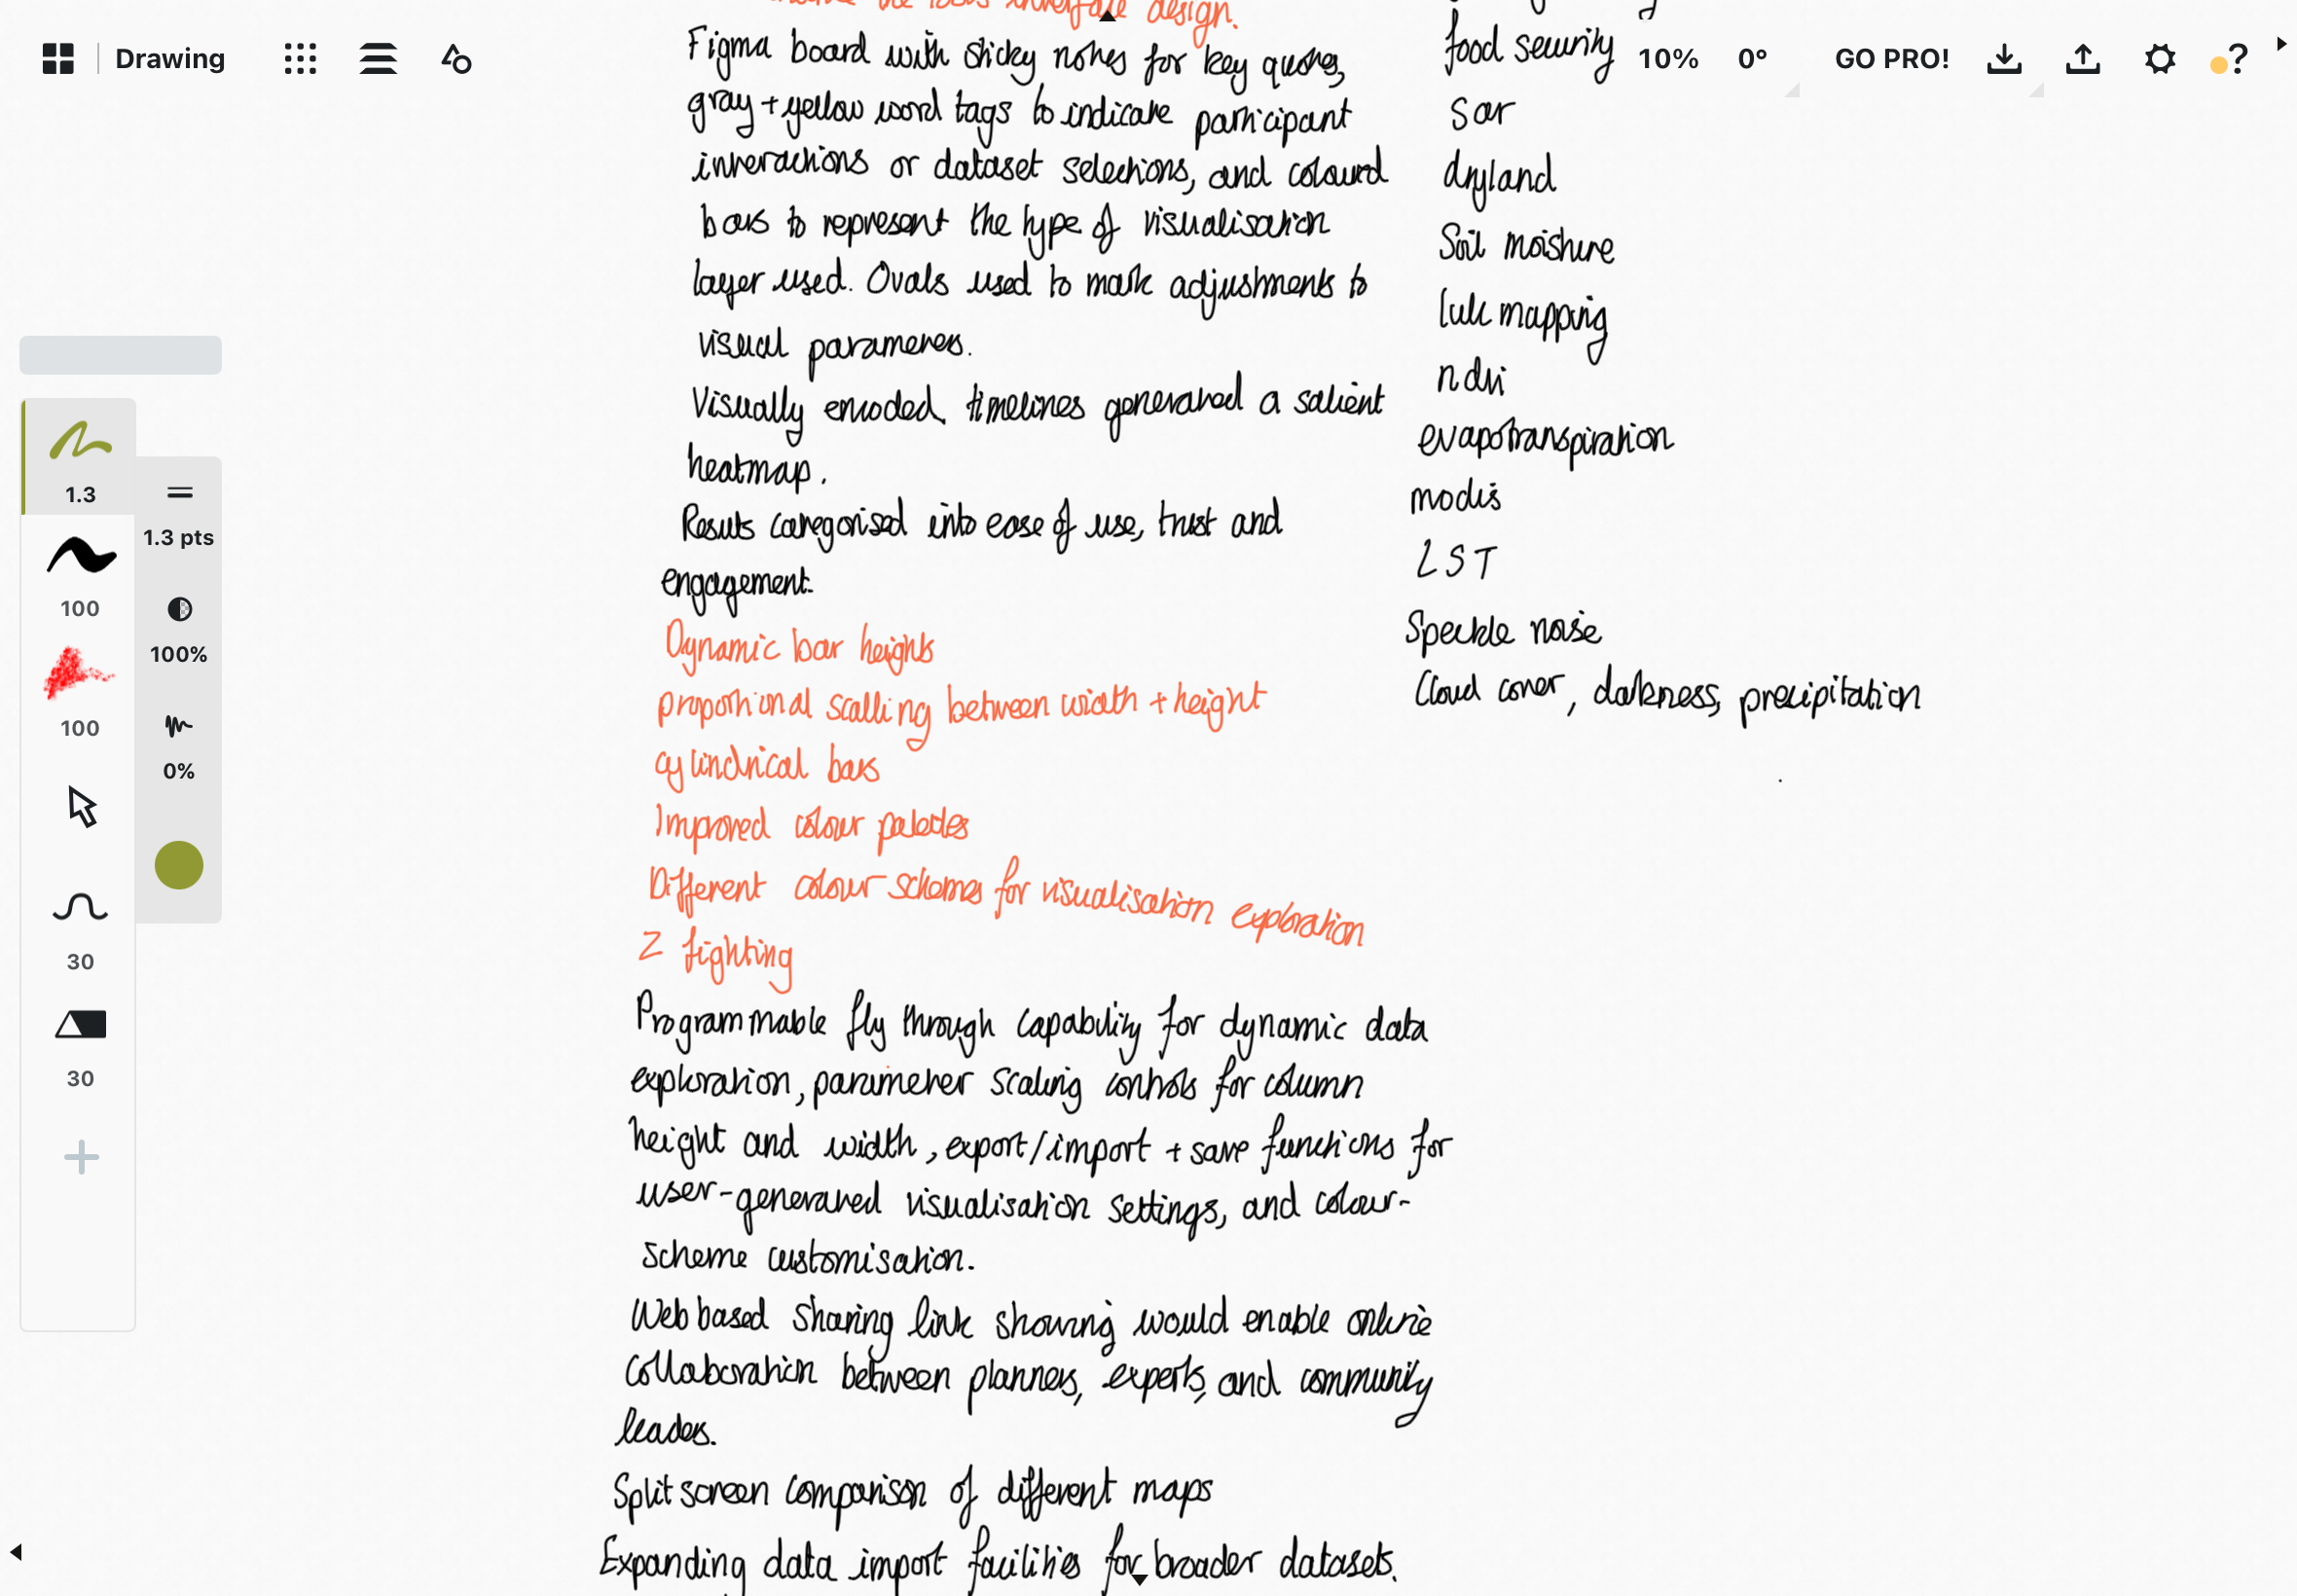 Drawing
10%
0°
GO PRO!
?
interface design.
Figma board with sticky notes for key quotes,
gray + yellow word tags to indicate participant
interactions or dataset selections, and coloured
bars to represent the type of visualisation
layer used. Ovals used to mark adjustments to
visual parameters.
Visually encoded timelines generated a salient
heatmap.
Results categorised into ease of use, trust and
engagement.
Dynamic bar heights
proportional scalling between width + height
cylindrical bars
Improved colour palettes
Different colour schemes for visualisation exploration
Z fighting
Programmable fly through capability for dynamic data
exploration, parameter scaling controls for column
height and width, export/import + save functions for
user-generated visualisation settings, and colour-
scheme customisation.
Web based sharing link showing would enable online
collaboration between planners, experts, and community
leaders.
Split screen comparison of different maps
Expanding data import facilities for broader datasets.
food security
Sar
dryland
Soil moisture
lulc mapping
ndvi
evapotranspiration
modis
LST
Speckle noise
Cloud cover, darkness, precipitation
1.3
100
100
30
30
1.3 pts
100%
0%